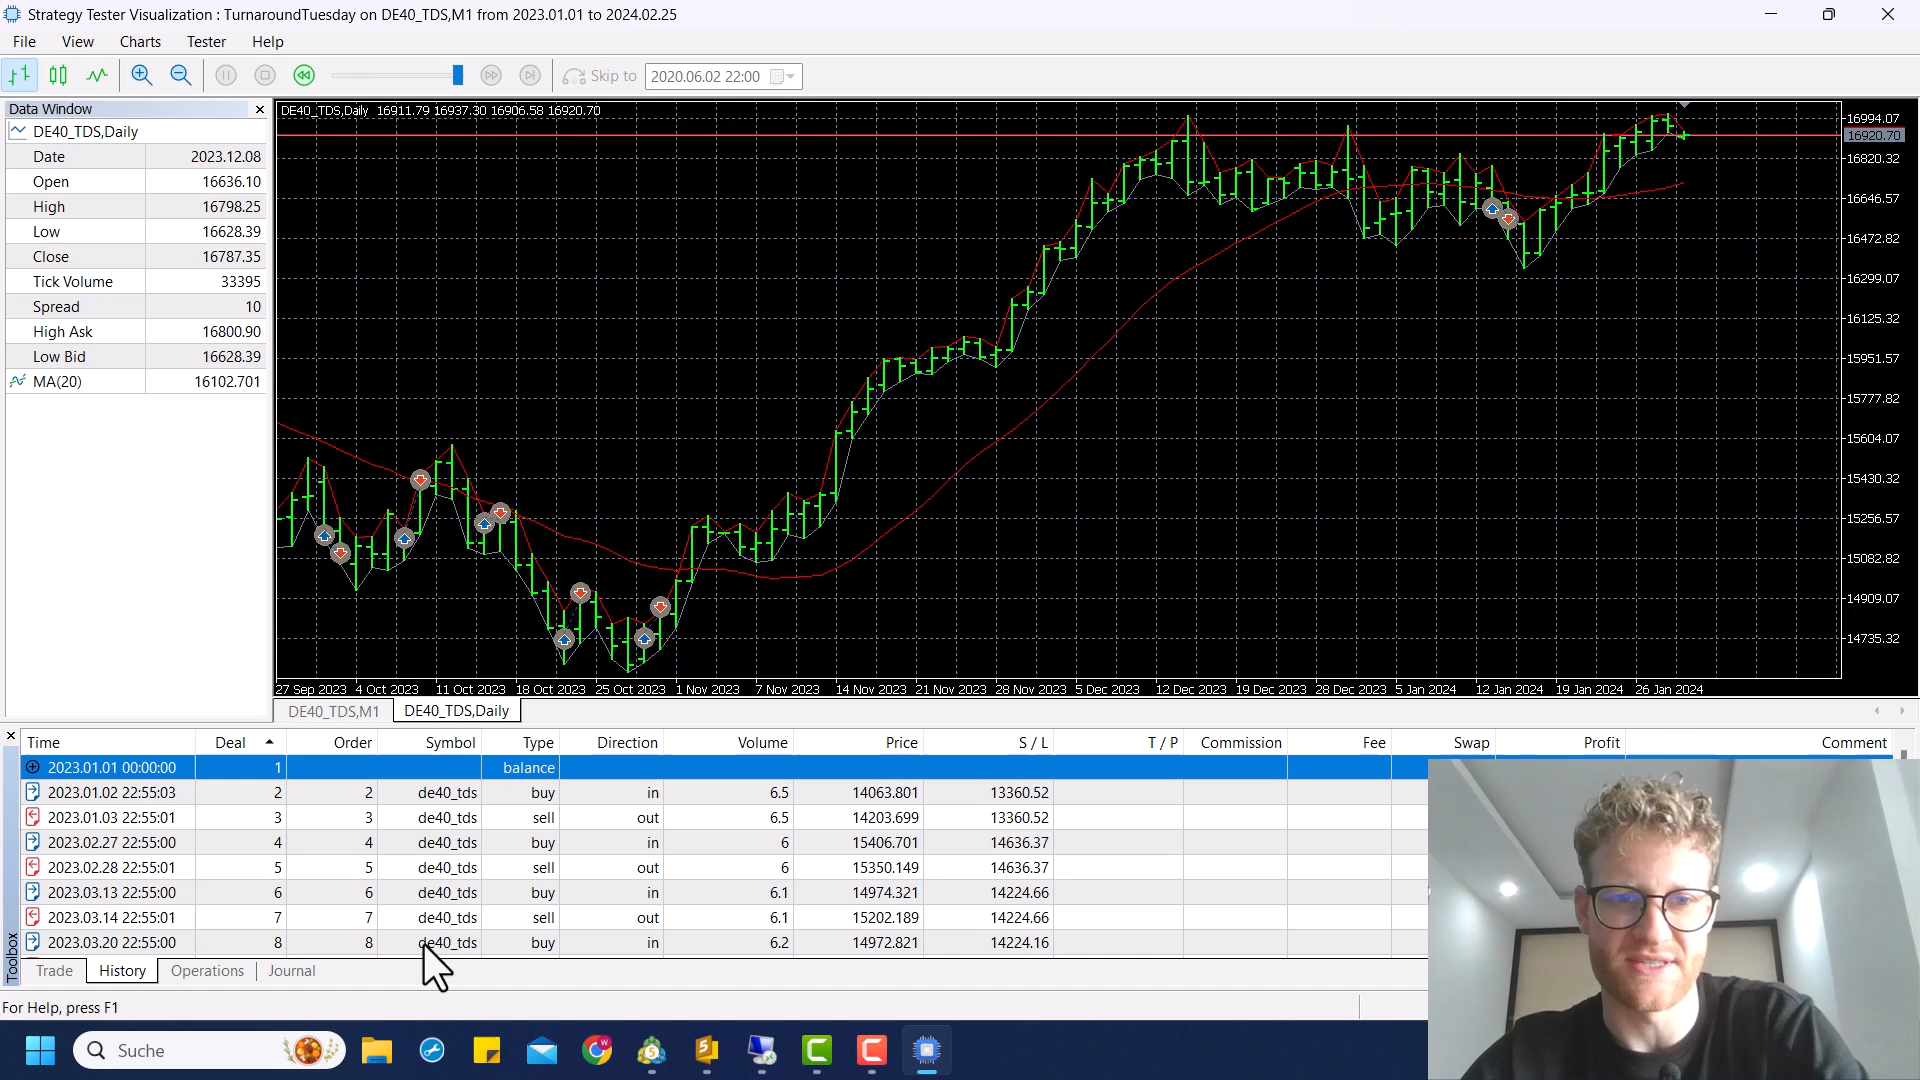 Strategy Tester Visualization : TurnaroundTuesday on DE40_TDS,M1 from 2023.01.01 to 2024.02.25
File View Charts Tester Help
Skip to 2020.06.02 22:00
Data Window
DE40_TDS,Daily
Date 2023.12.08
Open 16636.10
High 16798.25
Low 16628.39
Close 16787.35
Tick Volume 33395
Spread 10
High Ask 16800.90
Low Bid 16628.39
MA(20) 16102.701
DE40_TDS,Daily 16911.79 16937.30 16906.58 16920.70
16994.07
16920.70
16820.32
16646.57
16472.82
16299.07
16125.32
15951.57
15777.82
15604.07
15430.32
15256.57
15082.82
14909.07
14735.32
27 Sep 2023 4 Oct 2023 11 Oct 2023 18 Oct 2023 25 Oct 2023 1 Nov 2023 7 Nov 2023 14 Nov 2023 21 Nov 2023 28 Nov 2023 5 Dec 2023 12 Dec 2023 19 Dec 2023 28 Dec 2023 5 Jan 2024 12 Jan 2024 19 Jan 2024 26 Jan 2024
DE40_TDS,M1 DE40_TDS,Daily
Time Deal Order Symbol Type Direction Volume Price S / L T / P Commission Fee Swap Profit Comment
2023.01.01 00:00:00 1 balance
2023.01.02 22:55:03 2 2 de40_tds buy in 6.5 14063.801 13360.52
2023.01.03 22:55:01 3 3 de40_tds sell out 6.5 14203.699 13360.52
2023.02.27 22:55:00 4 4 de40_tds buy in 6 15406.701 14636.37
2023.02.28 22:55:01 5 5 de40_tds sell out 6 15350.149 14636.37
2023.03.13 22:55:00 6 6 de40_tds buy in 6.1 14974.321 14224.66
2023.03.14 22:55:01 7 7 de40_tds sell out 6.1 15202.189 14224.66
2023.03.20 22:55:00 8 8 de40_tds buy in 6.2 14972.821 14224.16
Toolbox
Trade History Operations Journal
For Help, press F1
Suche